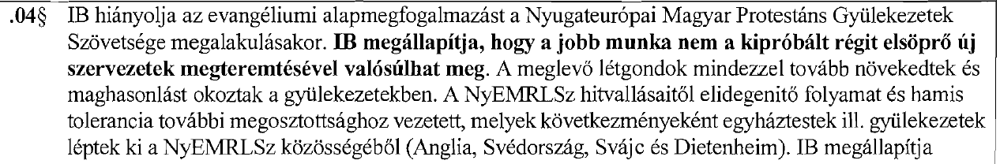 .04§ IB hiányolja az evangéliumi alapmegfogalmazást a Nyugateurópai Magyar Protestáns Gyülekezetek
Szövetsége megalakulásakor. IB megállapítja, hogy a jobb munka nem a kipróbált régit elsöprő új
szervezetek megteremtésével valósúlhat meg. A meglevő létgondok mindezzel tovább növekedtek és
maghasonlást okoztak a gyülekezetekben. A NyEMRLSz hitvallásaitől elidegenitő folyamat és hamis
tolerancia további megosztottsághoz vezetett, melyek következményeként egyháztestek ill. gyülekezetek
léptek ki a NyEMRLSz közösségéből (Anglia, Svédország, Svájc és Dietenheim). IB megállapítja